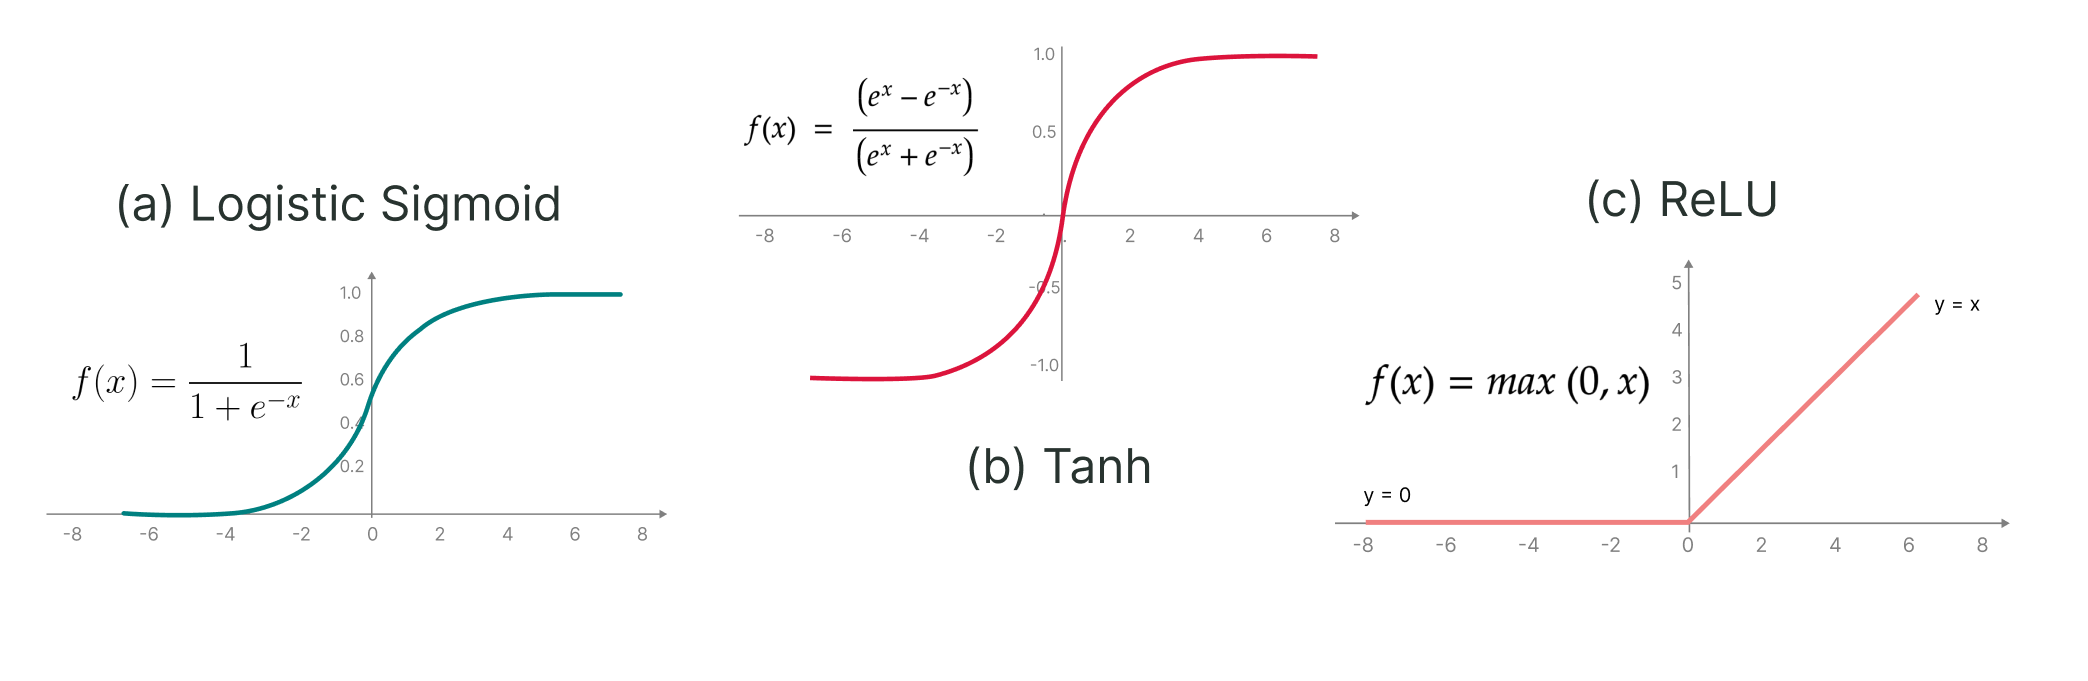 (a) Logistic Sigmoid
f(x) = 1 / (1 + e^{-x})
1.0
0.8
0.6
0.4
0.2
-8 -6 -4 -2 0 2 4 6 8
f(x) = (e^x − e^{-x}) / (e^x + e^{-x})
1.0
0.5
-8 -6 -4 -2 2 4 6 8
-0.5
-1.0
(b) Tanh
(c) ReLU
5
4
3
2
1
y = x
f(x) = max (0, x)
y = 0
-8 -6 -4 -2 0 2 4 6 8